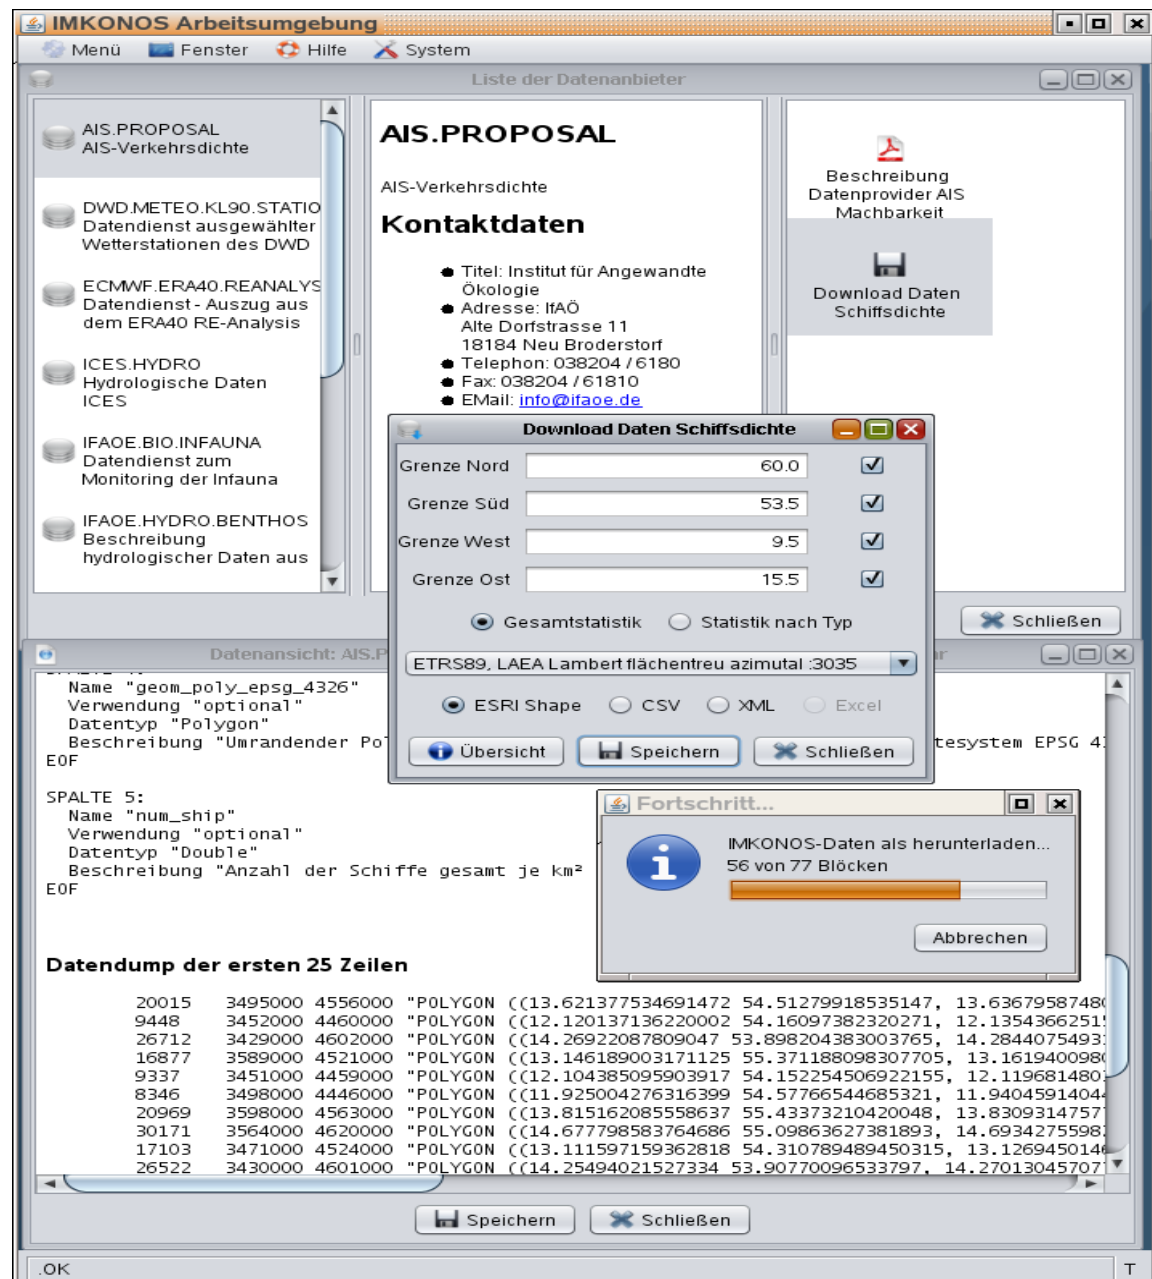 IMKONOS Arbeitsumgebung
Menü Fenster Hilfe System
Liste der Datenanbieter
AIS.PROPOSAL
AIS-Verkehrsdichte
DWD.METEO.KL90.STATIO
Datendienst ausgewählter
Wetterstationen des DWD
ECMWF.ERA40.REANALYS
Datendienst - Auszug aus
dem ERA40 RE-Analysis
ICES.HYDRO
Hydrologische Daten
ICES
IFAOE.BIO.INFAUNA
Datendienst zum
Monitoring der Infauna
IFAOE.HYDRO.BENTHOS
Beschreibung
hydrologischer Daten aus
AIS.PROPOSAL
AIS-Verkehrsdichte
Kontaktdaten
Titel: Institut für Angewandte
Ökologie
Adresse: IfAÖ
Alte Dorfstrasse 11
18184 Neu Broderstorf
Telephon: 038204 / 6180
Fax: 038204 / 61810
EMail: info@ifaoe.de
Beschreibung
Datenprovider AIS
Machbarkeit
Download Daten
Schiffsdichte
Schließen
Download Daten Schiffsdichte
Grenze Nord 60.0
Grenze Süd 53.5
Grenze West 9.5
Grenze Ost 15.5
Gesamtstatistik Statistik nach Typ
ETRS89, LAEA Lambert flächentreu azimutal :3035
ESRI Shape CSV XML Excel
Übersicht Speichern Schließen
Datenansicht: AIS.P
Name "geom_poly_epsg_4326"
Verwendung "optional"
Datentyp "Polygon"
Beschreibung "Umrandender Pol tesystem EPSG 43
EOF
SPALTE 5:
Name "num_ship"
Verwendung "optional"
Datentyp "Double"
Beschreibung "Anzahl der Schiffe gesamt je km²
EOF
Fortschritt...
IMKONOS-Daten als herunterladen...
56 von 77 Blöcken
Abbrechen
Datendump der ersten 25 Zeilen
20015 3495000 4556000 "POLYGON ((13.621377534691472 54.51279918535147, 13.6367958748
9448 3452000 4460000 "POLYGON ((12.120137136220002 54.16097382320271, 12.1354366251
26712 3429000 4602000 "POLYGON ((14.26922087809047 53.898204383003765, 14.2844075493
16877 3589000 4521000 "POLYGON ((13.146189003171125 55.371188098307705, 13.161940098
9337 3451000 4459000 "POLYGON ((12.104385095903917 54.152254506922155, 12.119681480
8346 3498000 4446000 "POLYGON ((11.925004276316399 54.57766544685321, 11.9404591404
20969 3598000 4563000 "POLYGON ((13.815162085558637 55.43373210420048, 13.8309314757
30171 3564000 4620000 "POLYGON ((14.677798583764686 55.09863627381893, 14.6934275598
17103 3471000 4524000 "POLYGON ((13.111597159362818 54.310789489450315, 13.126945014
26522 3430000 4601000 "POLYGON ((14.25494021527334 53.90770096533797, 14.2701304570
Speichern Schließen
.OK T